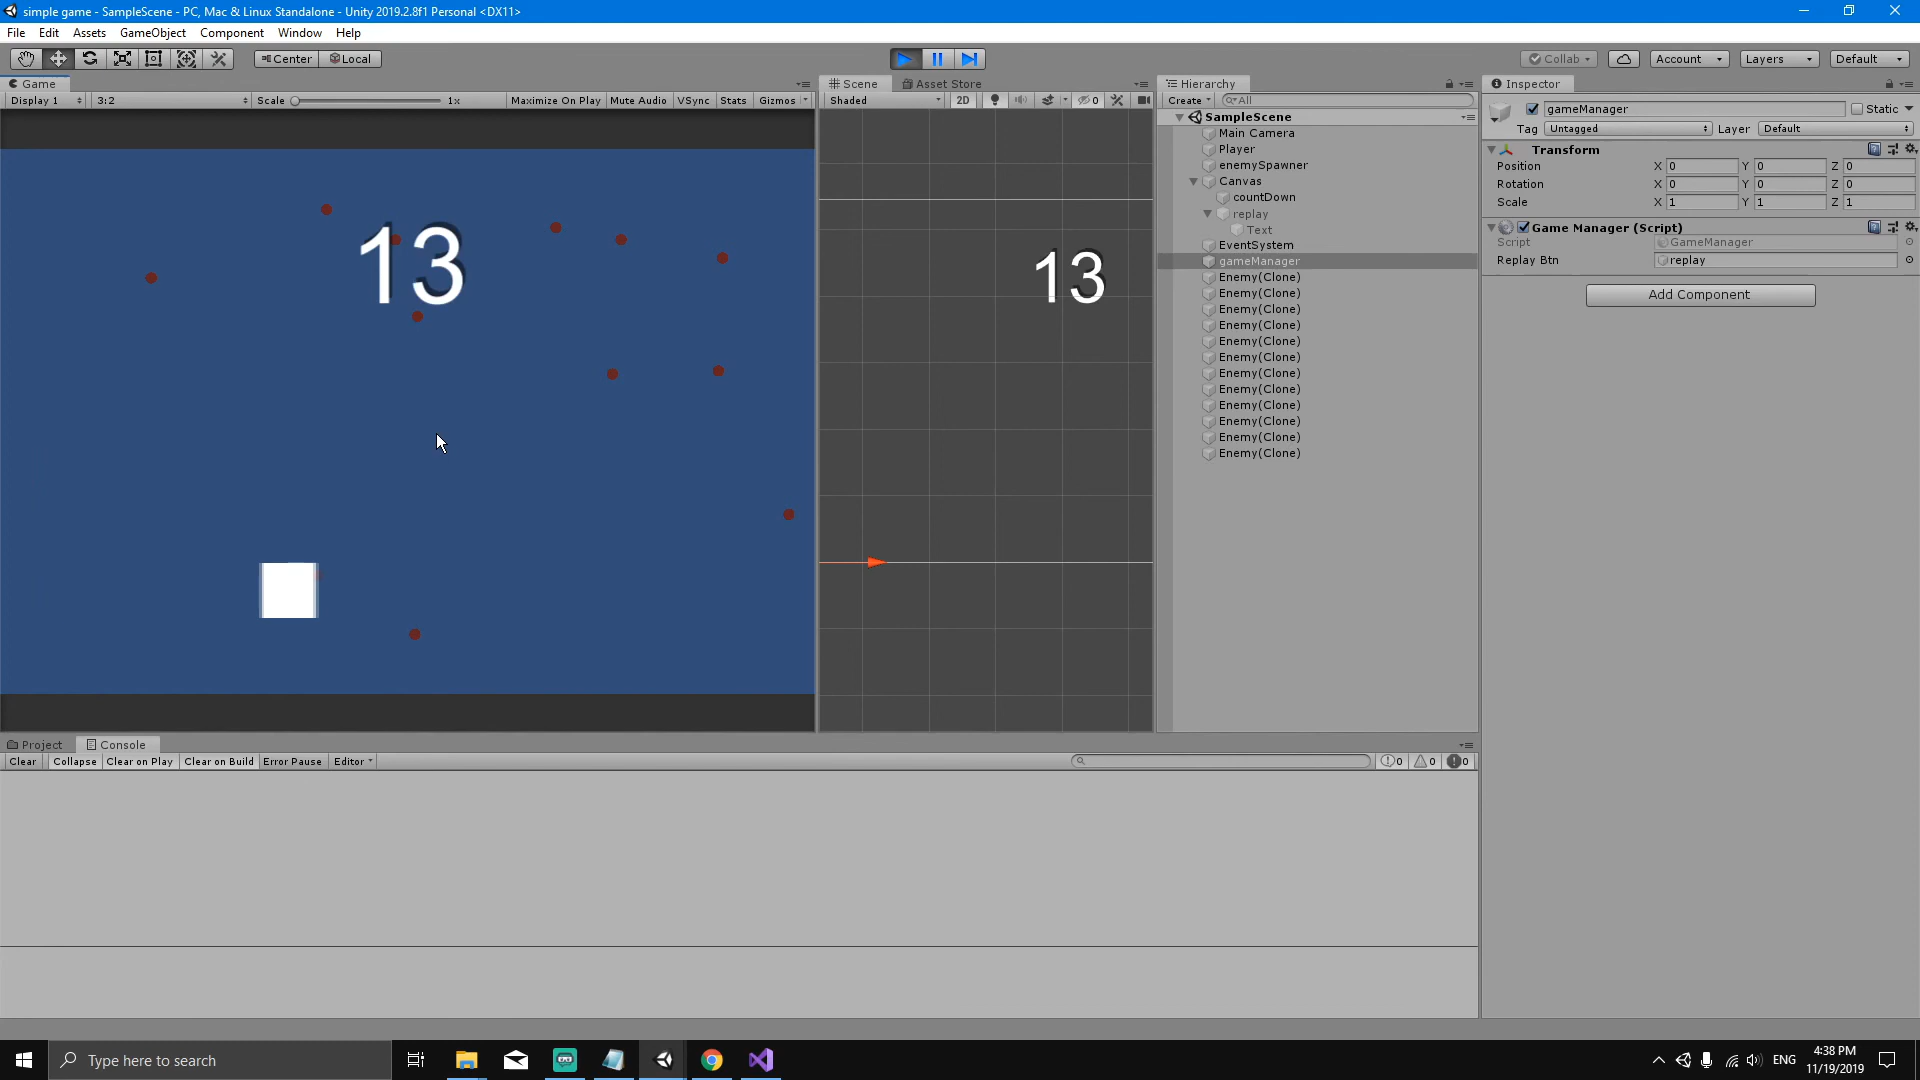 simple game - SampleScene - PC, Mac & Linux Standalone - Unity 2019.2.8f1 Personal <DX11>
File Edit Assets GameObject Component Window Help
Center Local Collab Account Layers Default
Game Scene Asset Store Hierarchy Inspector
Display 1 3:2 Scale 1x Maximize On Play Mute Audio VSync Stats Gizmos Shaded 2D 0 Create All
gameManager Static
Tag Untagged Layer Default
SampleScene
Main Camera
Player
enemySpawner
Canvas
countDown
replay
Text
EventSystem
gameManager
Enemy(Clone)
Enemy(Clone)
Enemy(Clone)
Enemy(Clone)
Enemy(Clone)
Enemy(Clone)
Enemy(Clone)
Enemy(Clone)
Enemy(Clone)
Enemy(Clone)
Enemy(Clone)
Enemy(Clone)
Transform
Position X 0 Y 0 Z 0
Rotation X 0 Y 0 Z 0
Scale X 1 Y 1 Z 1
Game Manager (Script)
Script GameManager
Replay Btn replay
Add Component
13
13
Project Console
Clear Collapse Clear on Play Clear on Build Error Pause Editor 0 0 0
Type here to search
ENG
4:38 PM
11/19/2019